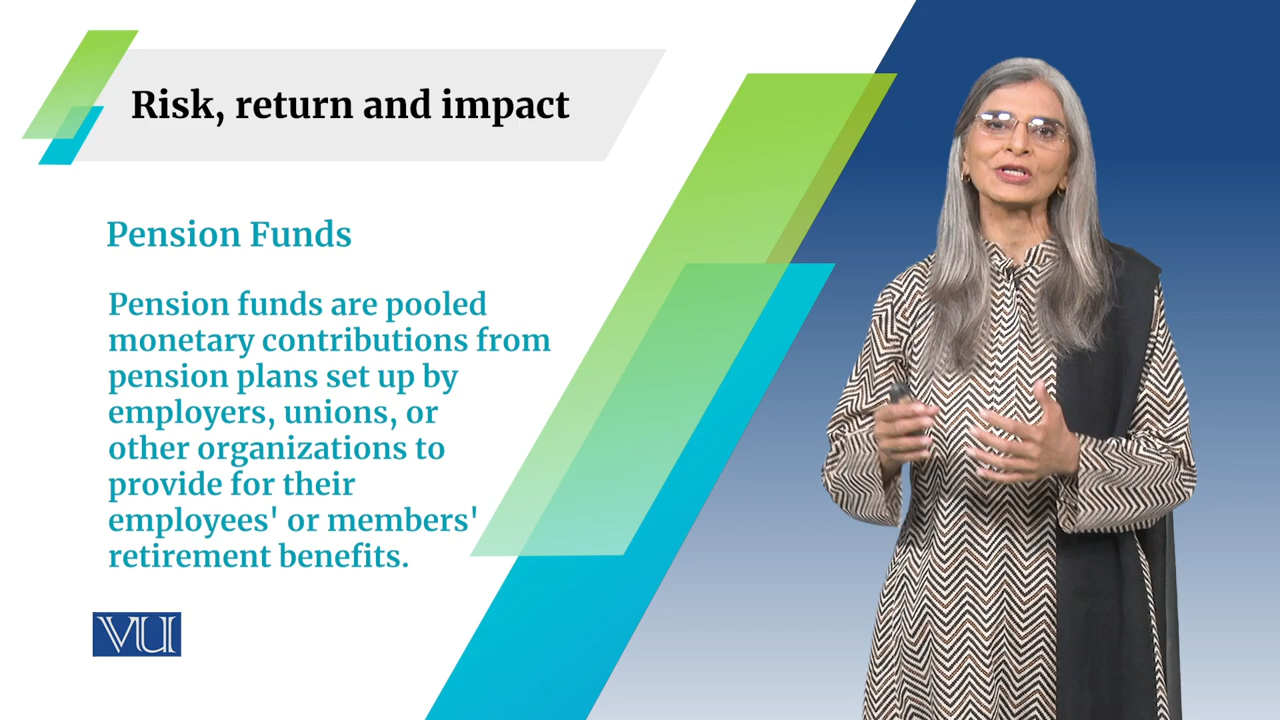 Risk, return and impact
Pension Funds
Pension funds are pooled
monetary contributions from
pension plans set up by
employers, unions, or
other organizations to
provide for their
employees' or members'
retirement benefits.
VU